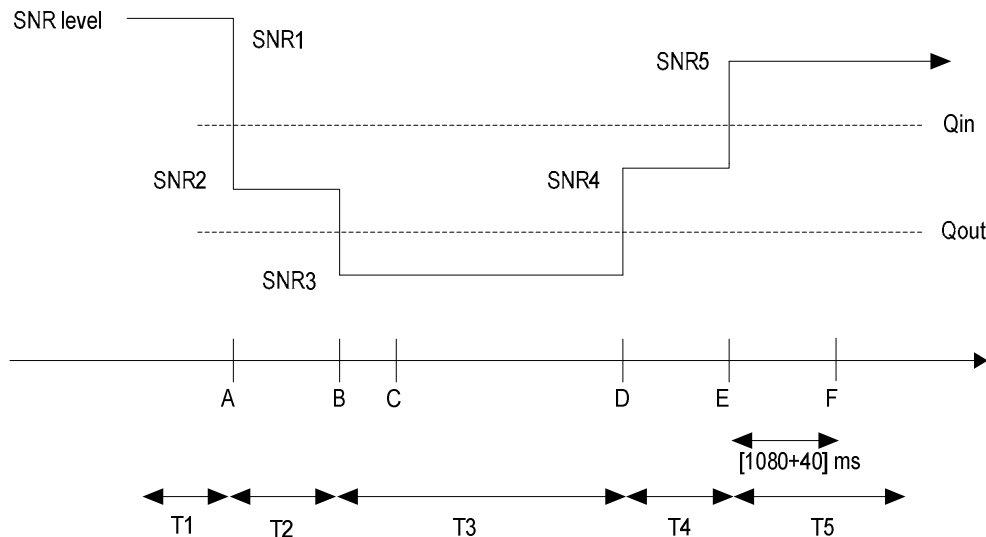 SNR level
SNR1
SNR5
Qin
SNR2
SNR4
Qout
SNR3
A
B
C
D
E
F
[1080+40] ms
T1
T2
T3
T4
T5